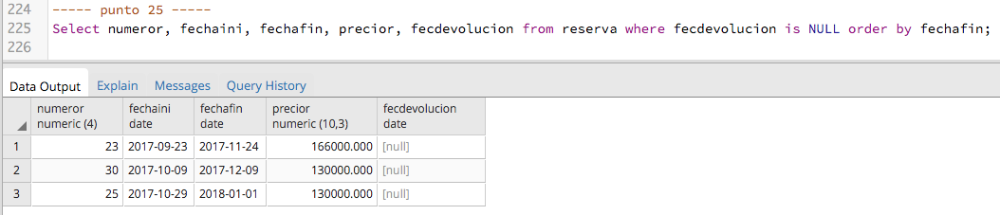 224 ----- punto 25 -----
225 Select numeror, fechaini, fechafin, precior, fecdevolucion from reserva where fecdevolucion is NULL order by fechafin;
226
Data Output Explain Messages Query History
numeror fechaini fechafin precior fecdevolucion
numeric (4) date date numeric (10,3) date
1 23 2017-09-23 2017-11-24 166000.000 [null]
2 30 2017-10-09 2017-12-09 130000.000 [null]
3 25 2017-10-29 2018-01-01 130000.000 [null]